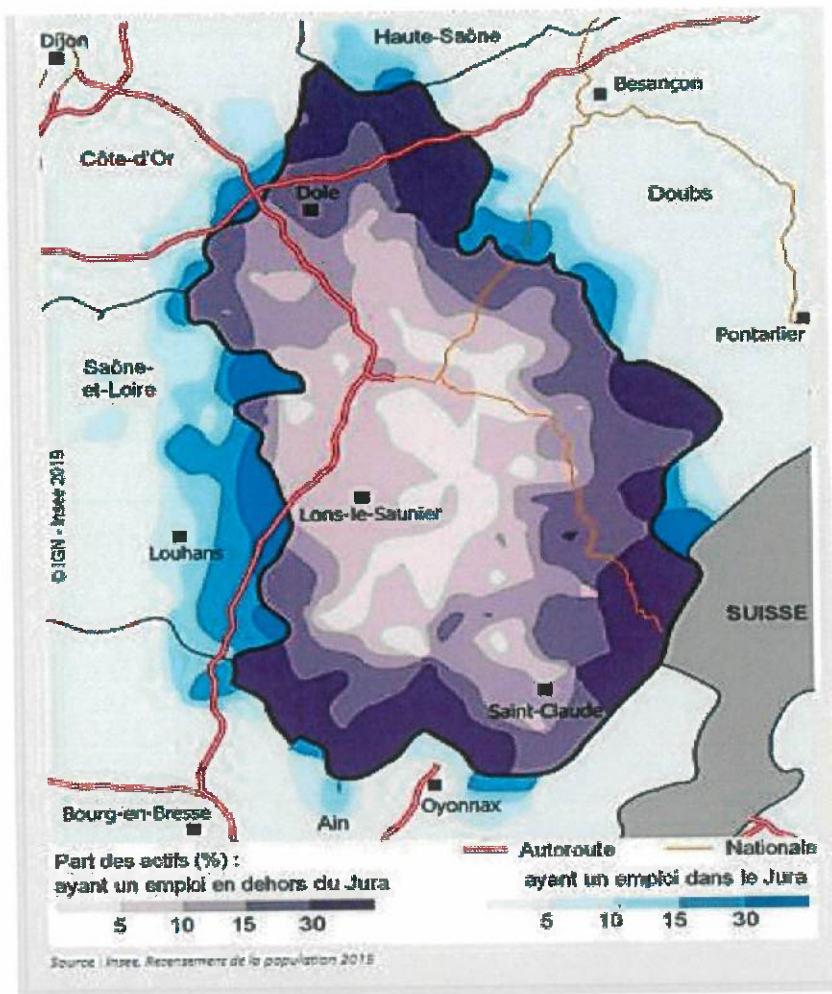 Dijon
Haute-Saône
Besançon
Côte-d'Or
Dole
Doubs
Pontarlier
Saône-
et-Loire
© IGN - Insee 2019
Lons-le-Saunier
Louhans
SUISSE
Saint-Claude
Oyonnax
Bourg-en-Bresse
Ain
Autoroute
Nationale
Part des actifs (%) :
ayant un emploi en dehors du Jura
5 10 15 30
ayant un emploi dans le Jura
5 10 15 30
Source : Insee, Recensement de la population 2015